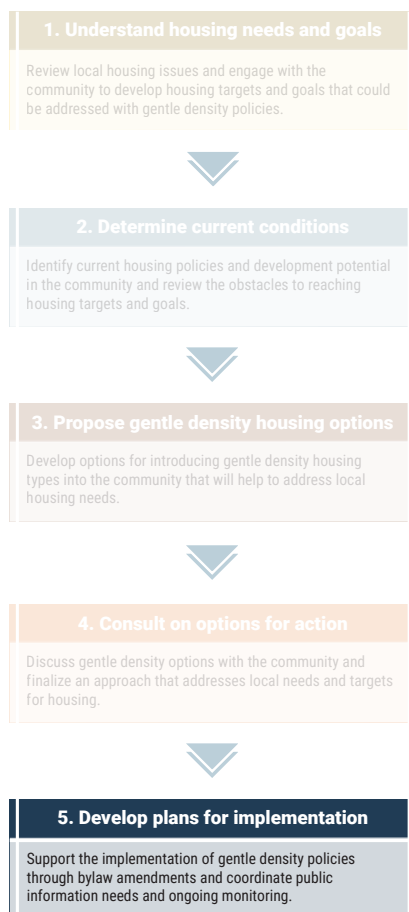 1. Understand housing needs and goals
Review local housing issues and engage with the
community to develop housing targets and goals that could
be addressed with gentle density policies.
2. Determine current conditions
Identify current housing policies and development potential
in the community and review the obstacles to reaching
housing targets and goals.
3. Propose gentle density housing options
Develop options for introducing gentle density housing
types into the community that will help to address local
housing needs.
4. Consult on options for action
Discuss gentle density options with the community and
finalize an approach that addresses local needs and targets
for housing.
5. Develop plans for implementation
Support the implementation of gentle density policies
through bylaw amendments and coordinate public
information needs and ongoing monitoring.